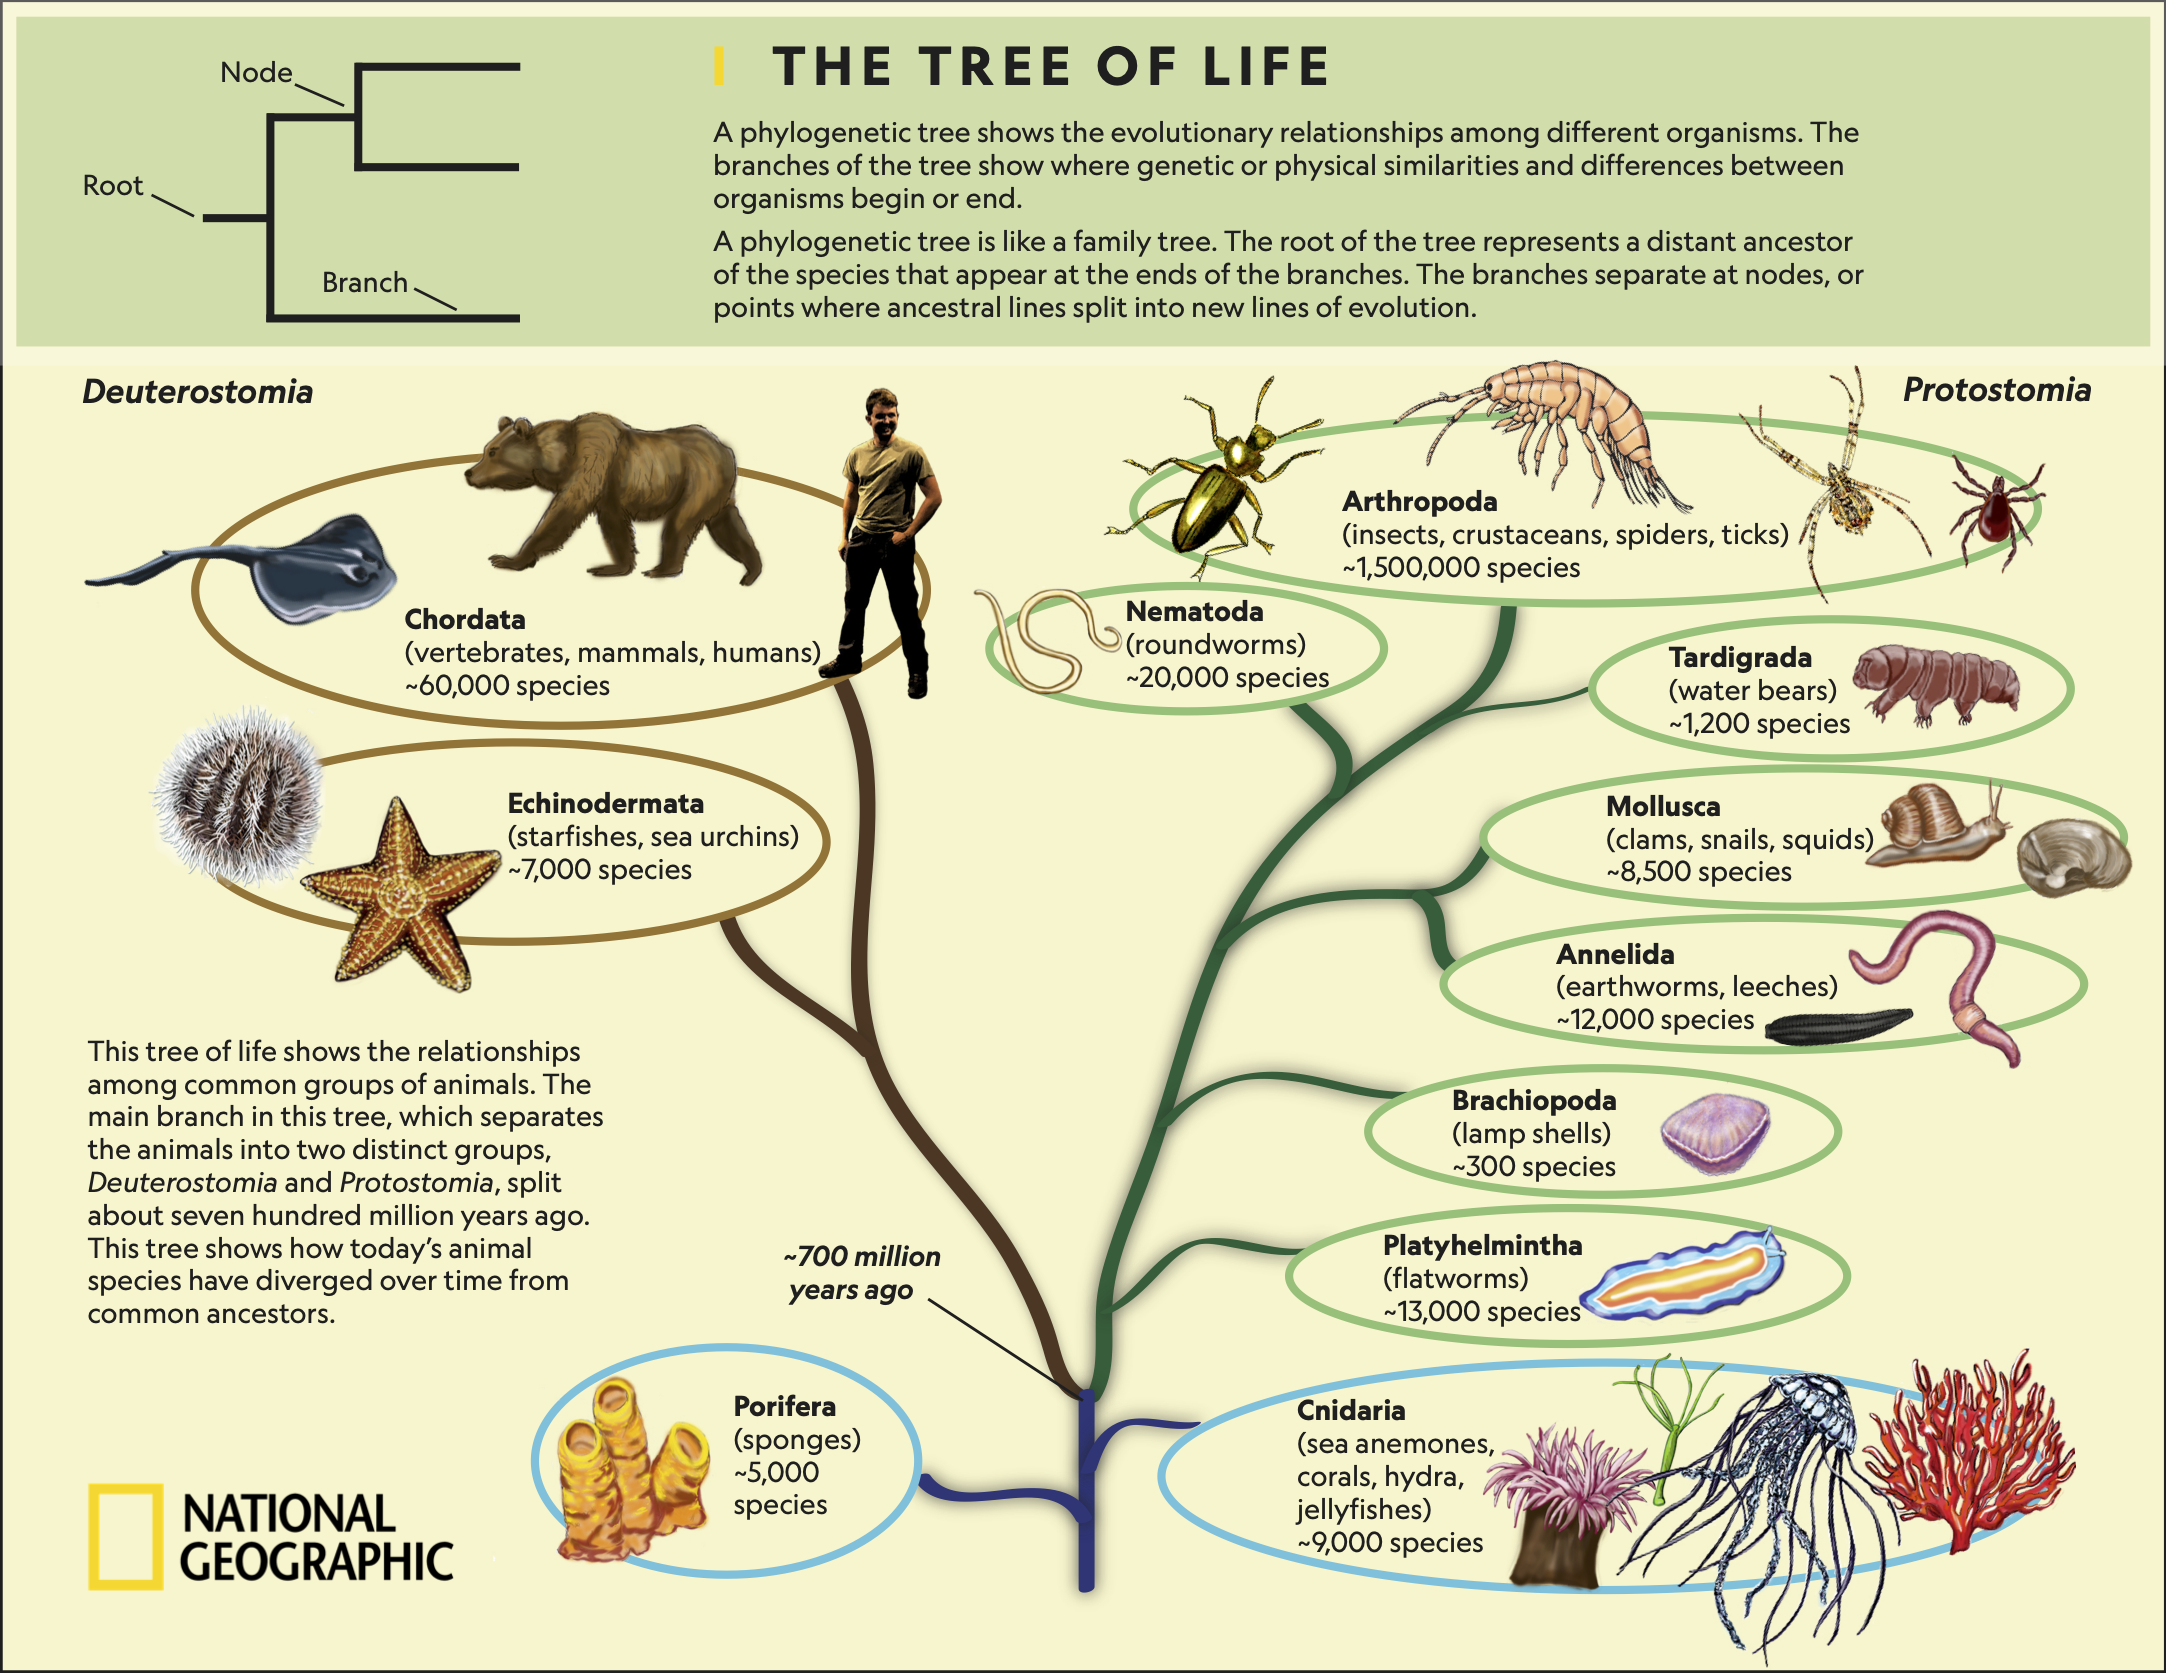 Node
Root
Branch
THE TREE OF LIFE
A phylogenetic tree shows the evolutionary relationships among different organisms. The
branches of the tree show where genetic or physical similarities and differences between
organisms begin or end.
A phylogenetic tree is like a family tree. The root of the tree represents a distant ancestor
of the species that appear at the ends of the branches. The branches separate at nodes, or
points where ancestral lines split into new lines of evolution.
Deuterostomia
Protostomia
Chordata
(vertebrates, mammals, humans)
~60,000 species
Echinodermata
(starfishes, sea urchins)
~7,000 species
Arthropoda
(insects, crustaceans, spiders, ticks)
~1,500,000 species
Nematoda
(roundworms)
~20,000 species
Tardigrada
(water bears)
~1,200 species
Mollusca
(clams, snails, squids)
~8,500 species
Annelida
(earthworms, leeches)
~12,000 species
Brachiopoda
(lamp shells)
~300 species
Platyhelmintha
(flatworms)
~13,000 species
This tree of life shows the relationships
among common groups of animals. The
main branch in this tree, which separates
the animals into two distinct groups,
Deuterostomia and Protostomia, split
about seven hundred million years ago.
This tree shows how today's animal
species have diverged over time from
common ancestors.
~700 million
years ago
Porifera
(sponges)
~5,000
species
Cnidaria
(sea anemones,
corals, hydra,
jellyfishes)
~9,000 species
NATIONAL
GEOGRAPHIC